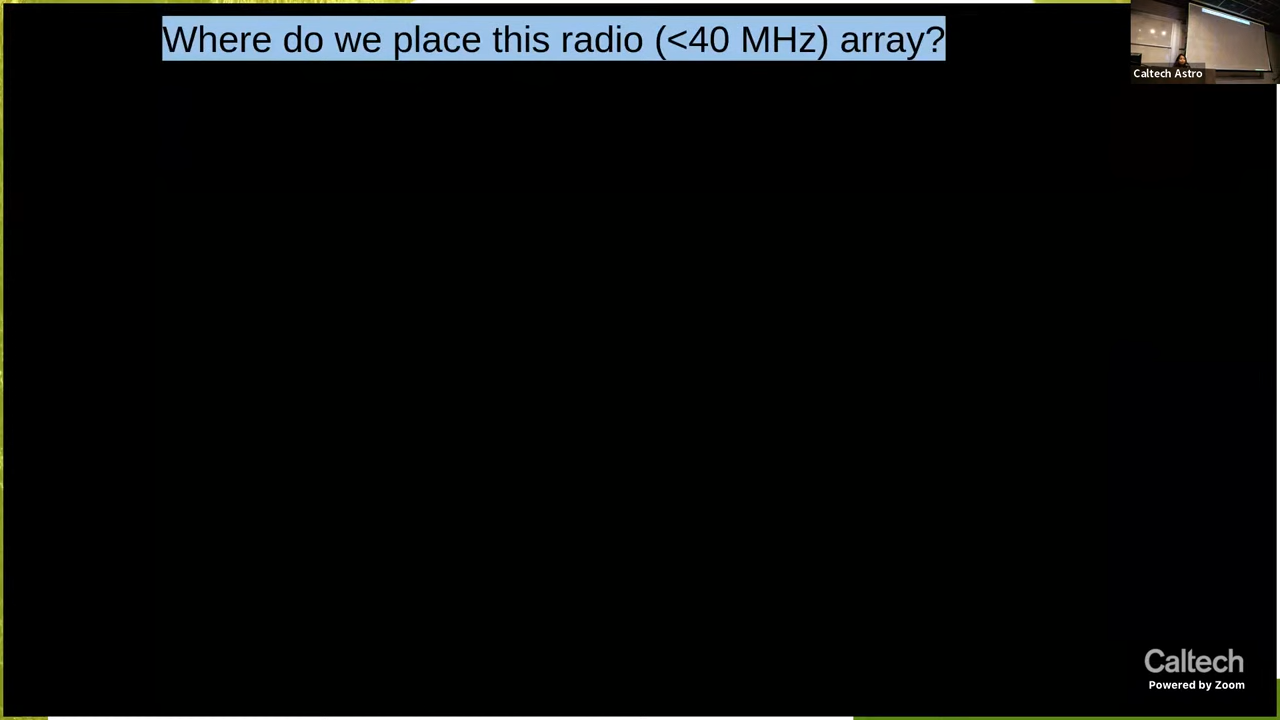 Where do we place this radio (<40 MHz) array?
Caltech Astro
Caltech
Powered by Zoom